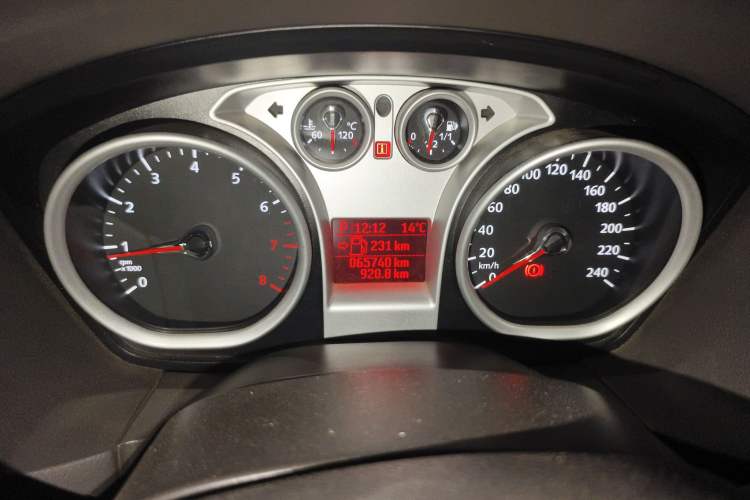 60 °C 120
0 1/2 1/1
0 1 2 3 4 5 6 7 8
rpm
x1000
P 12:12 14°C
231 km
065740 km
920.8 km
0 20 40 60 80 100 120 140 160 180 200 220 240
km/h